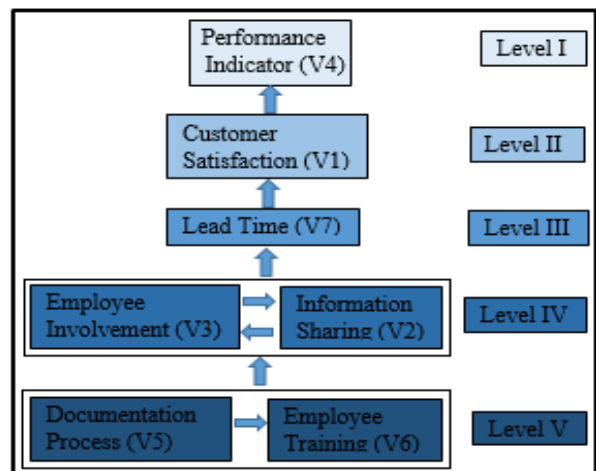 Performance
Indicator (V4)
Level I
Customer
Satisfaction (V1)
Level II
Lead Time (V7)
Level III
Employee
Involvement (V3)
Information
Sharing (V2)
Level IV
Documentation
Process (V5)
Employee
Training (V6)
Level V